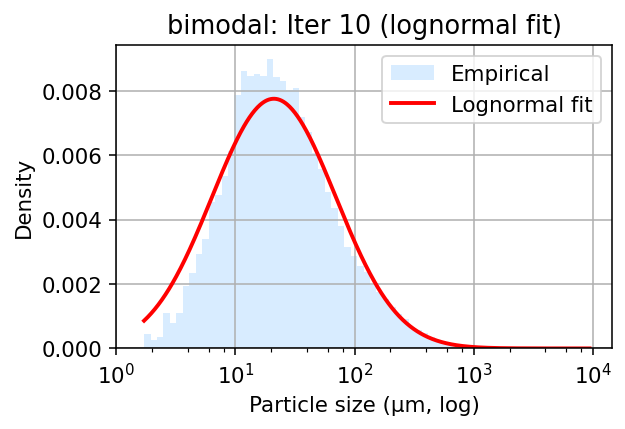 bimodal: Iter 10 (lognormal fit)
Empirical
Lognormal fit
Density
0.008
0.006
0.004
0.002
0.000
10⁰ 10¹ 10² 10³ 10⁴
Particle size (μm, log)